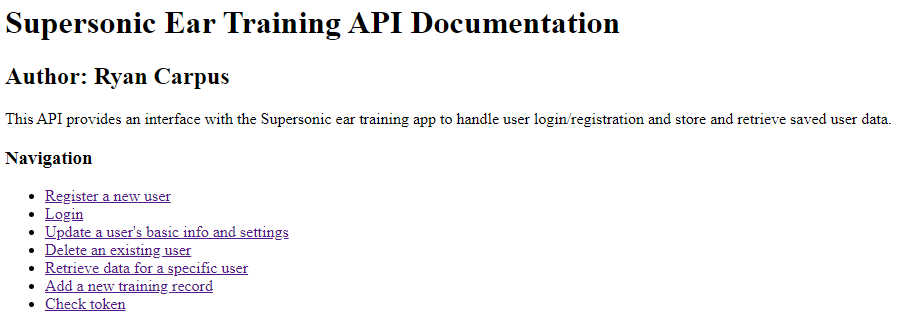 Supersonic Ear Training API Documentation
Author: Ryan Carpus
This API provides an interface with the Supersonic ear training app to handle user login/registration and store and retrieve saved user data.
Navigation
Register a new user
Login
Update a user's basic info and settings
Delete an existing user
Retrieve data for a specific user
Add a new training record
Check token